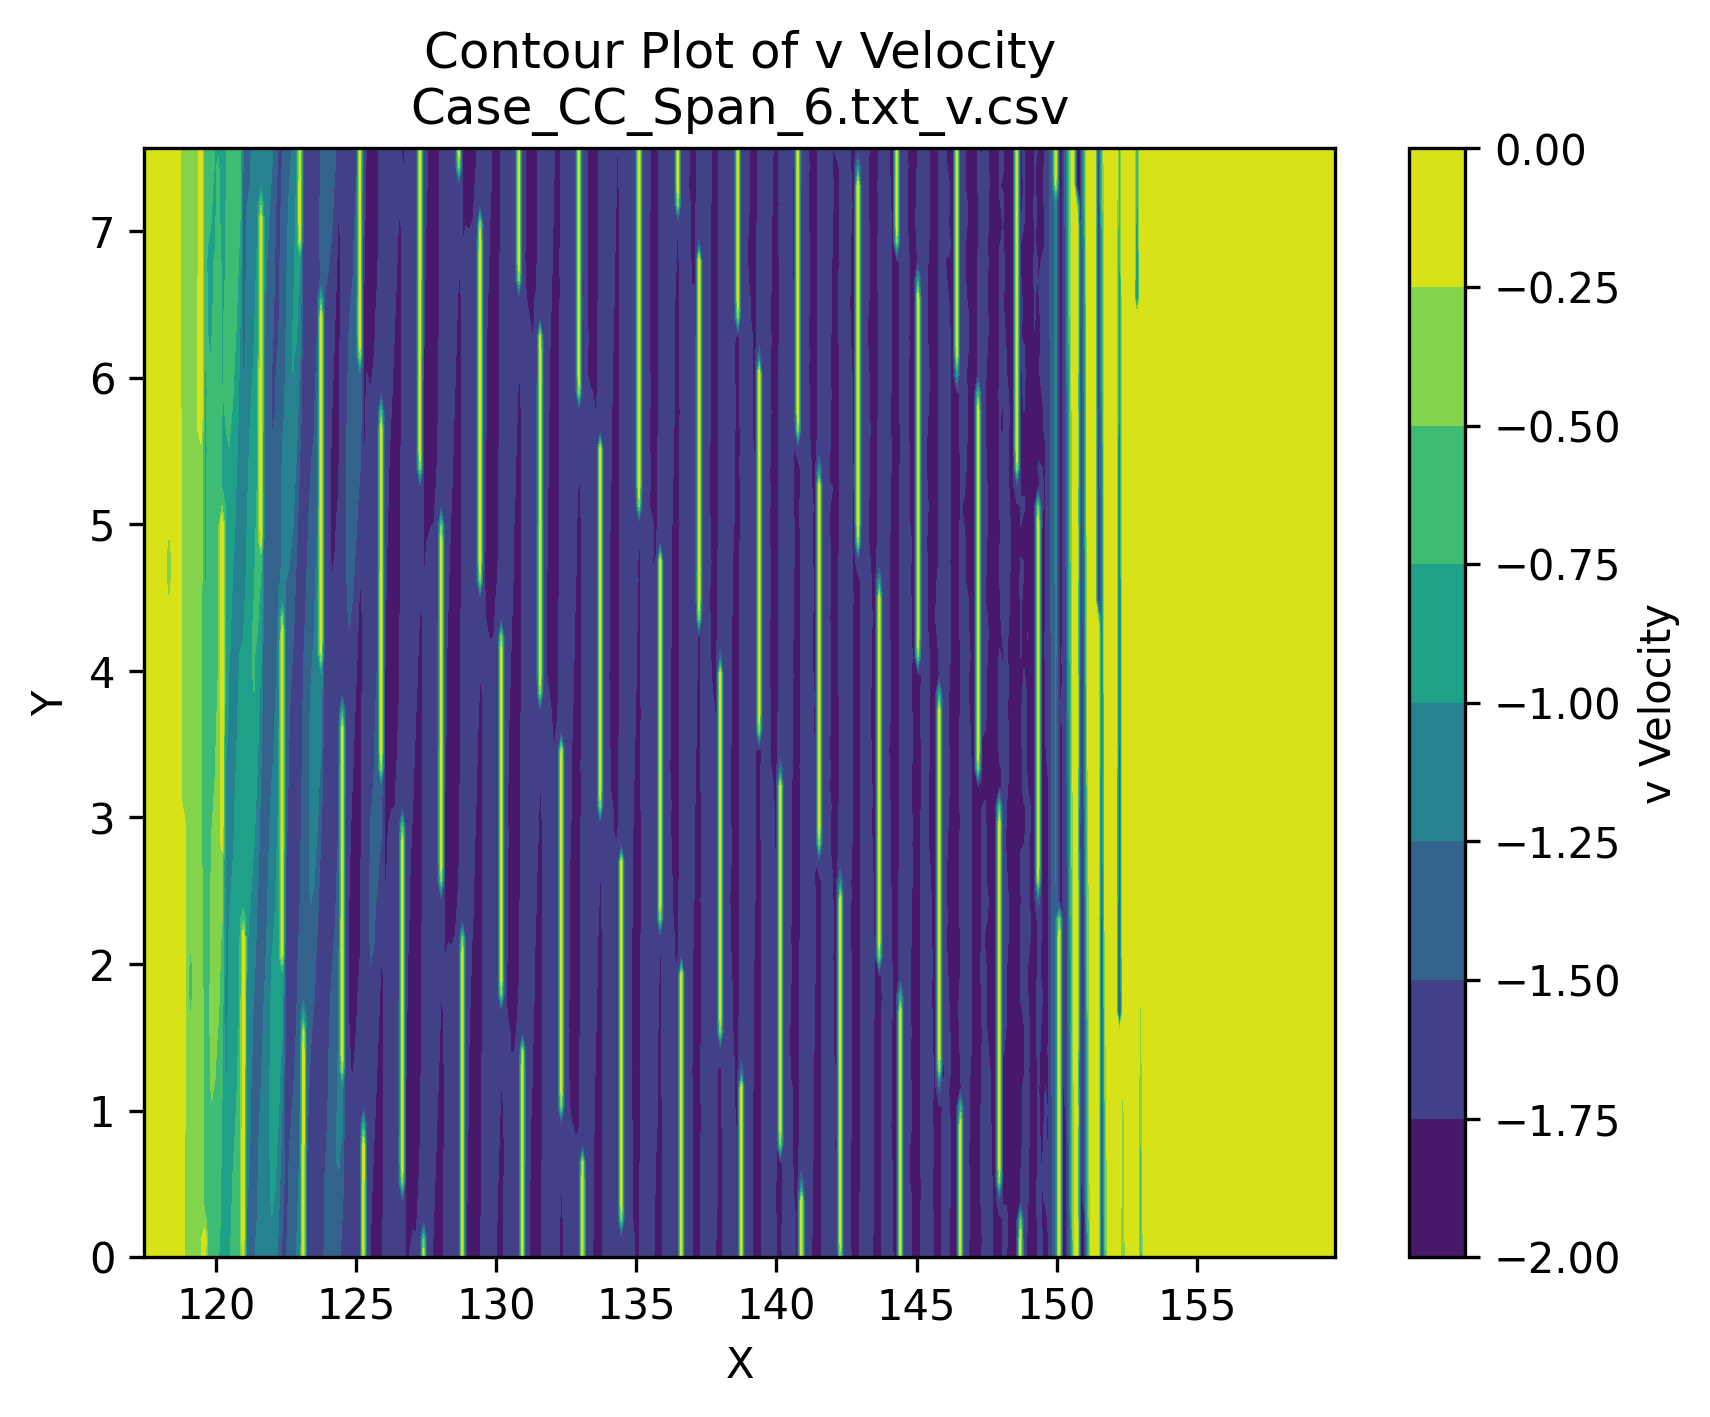 Contour Plot of v Velocity
Case_CC_Span_6.txt_v.csv
7
6
5
4
3
2
1
0
Y
120 125 130 135 140 145 150 155
X
0.00
−0.25
−0.50
−0.75
−1.00
−1.25
−1.50
−1.75
−2.00
v Velocity